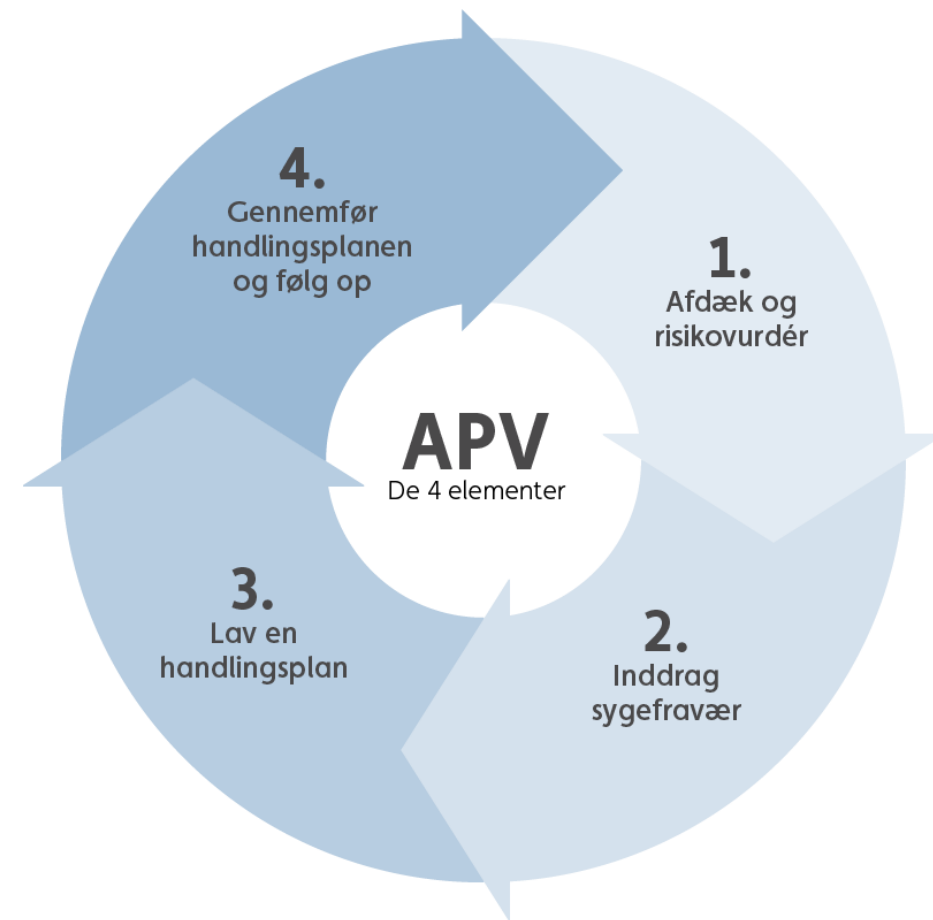 APV
De 4 elementer
1.
Afdæk og
risikovurdér
2.
Inddrag
sygefravær
3.
Lav en
handlingsplan
4.
Gennemfør
handlingsplanen
og følg op